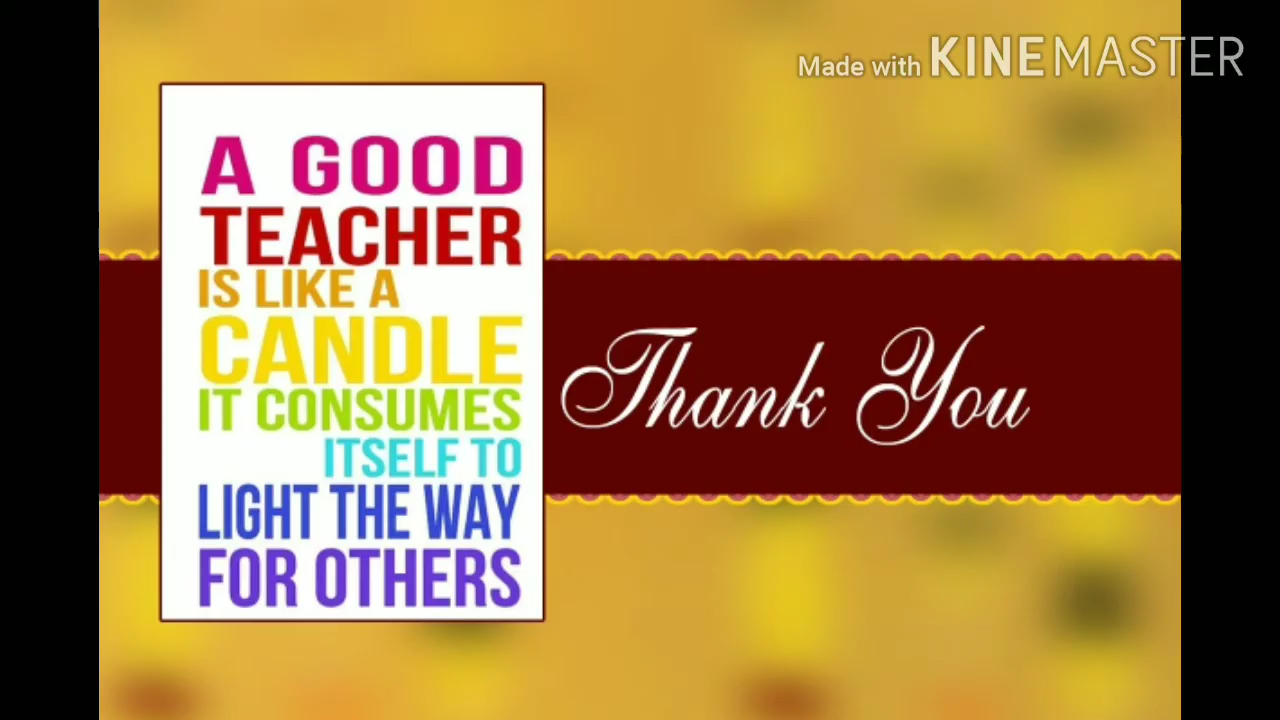 Made with KINEMASTER
A GOOD
TEACHER
IS LIKE A
CANDLE
IT CONSUMES
ITSELF TO
LIGHT THE WAY
FOR OTHERS
Thank You